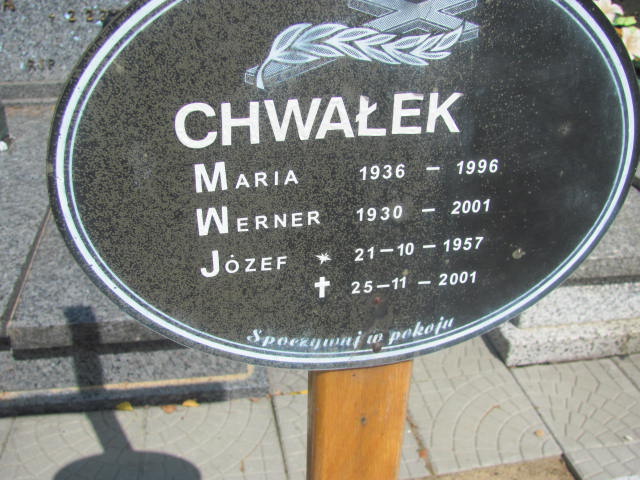 CHWAŁEK
MARIA 1936 – 1996
WERNER 1930 – 2001
JÓZEF * 21–10–1957
✝ 25–11–2001
Spoczywaj w pokoju